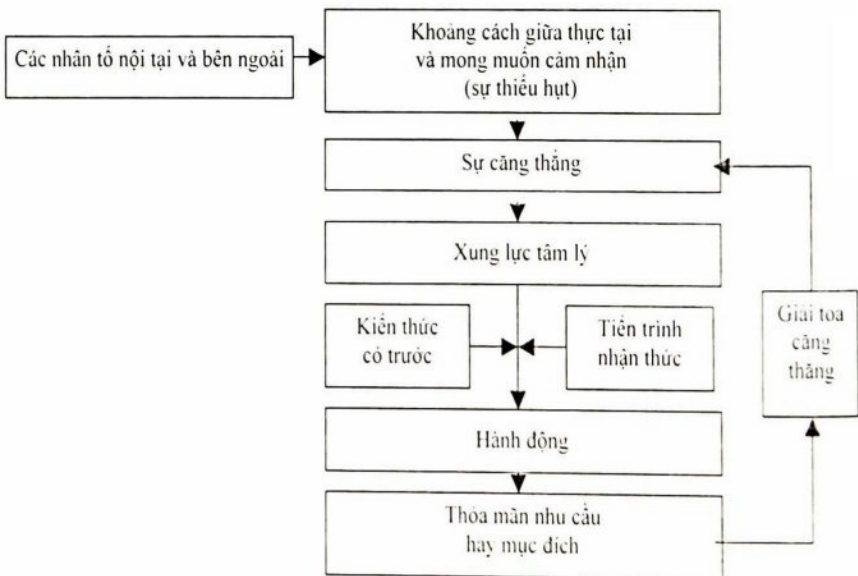 Các nhân tố nội tại và bên ngoài
Khoảng cách giữa thực tại
và mong muốn cảm nhận
(sự thiếu hụt)
Sự căng thẳng
Xung lực tâm lý
Kiến thức
có trước
Tiến trình
nhận thức
Giải toa
căng
thăng
Hành động
Thỏa mãn nhu cầu
hay mục đích